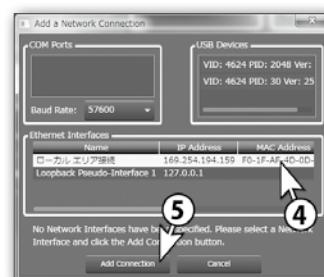 Add a Network Connection
COM Ports
USB Devices
VID: 4624 PID: 2048 Ver:
VID: 4624 PID: 30 Ver: 25
Baud Rate: 57600
Ethernet Interfaces
Name IP Address MAC Address
ローカル エリア接続 169.254.194.159 F0-1F-AF-4D-0D-
Loopback Pseudo-Interface 1 127.0.0.1
4
5
No Network Interfaces have be specified. Please select a Network
Interface and click the Add Connection button.
Add Connection Cancel